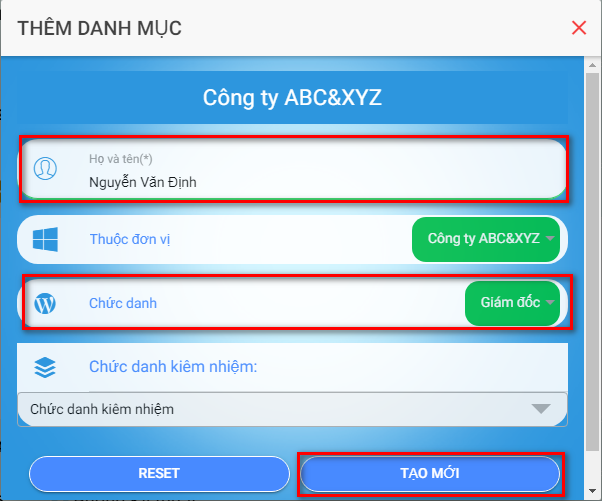 THÊM DANH MỤC
Công ty ABC&XYZ
Họ và tên(*)
Nguyễn Văn Định
Thuộc đơn vị
Công ty ABC&XYZ
Chức danh
Giám đốc
Chức danh kiêm nhiệm:
Chức danh kiêm nhiệm
RESET
TẠO MỚI